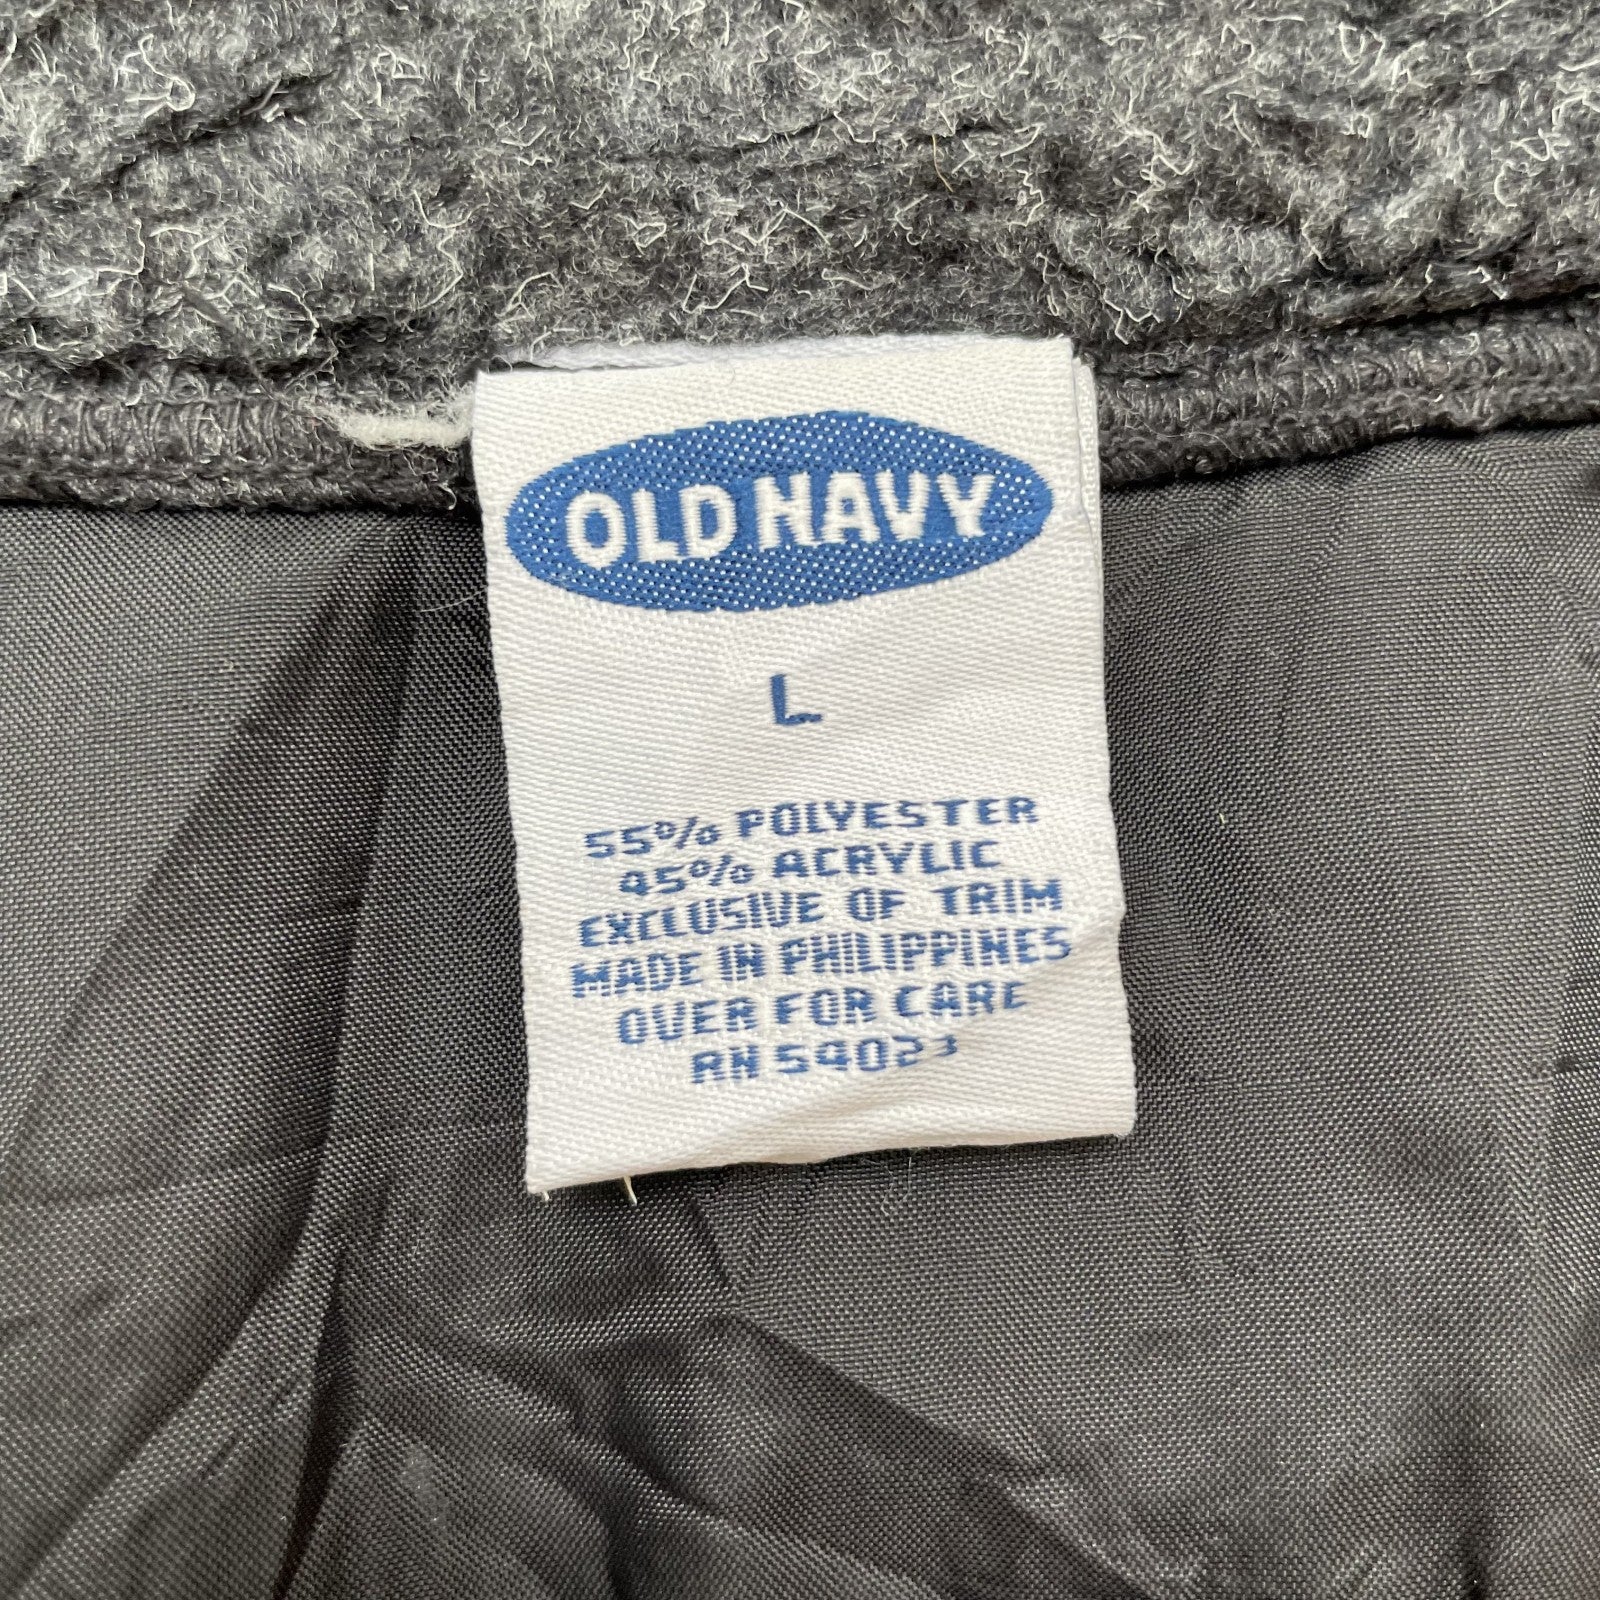 OLD NAVY
L
55% POLYESTER
45% ACRYLIC
EXCLUSIVE OF TRIM
MADE IN PHILIPPINES
OVER FOR CARE
RN 54023